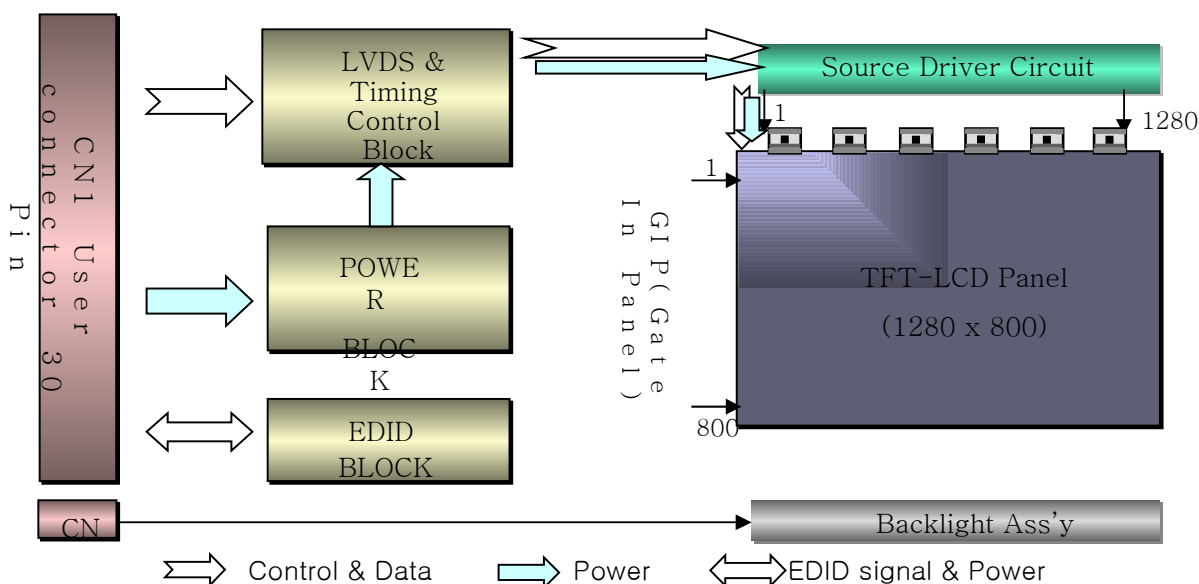 CN1 User
connector 30
Pin
LVDS &
Timing
Control
Block
POWE
R
BLOC
K
EDID
BLOCK
CN
Source Driver Circuit
1
1280
1
800
GIP(Gate
In Panel)
TFT-LCD Panel
(1280 x 800)
Backlight Ass'y
Control & Data
Power
EDID signal & Power